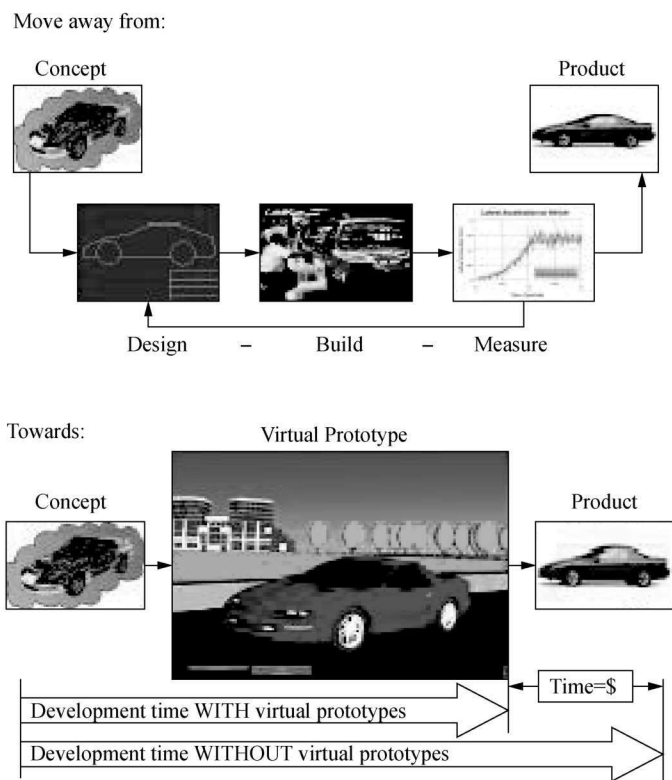 Move away from:
Concept
Product
Design – Build – Measure
Towards:
Virtual Prototype
Concept
Product
Time=$
Development time WITH virtual prototypes
Development time WITHOUT virtual prototypes